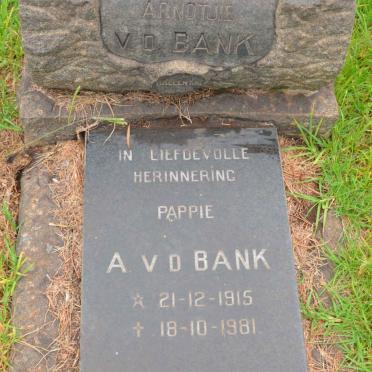 ARNOTJIE
V D BANK
IN LIEFDEVOLLE
HERINNERING
PAPPIE
A V D BANK
☆ 21-12-1915
✝ 18-10-1981